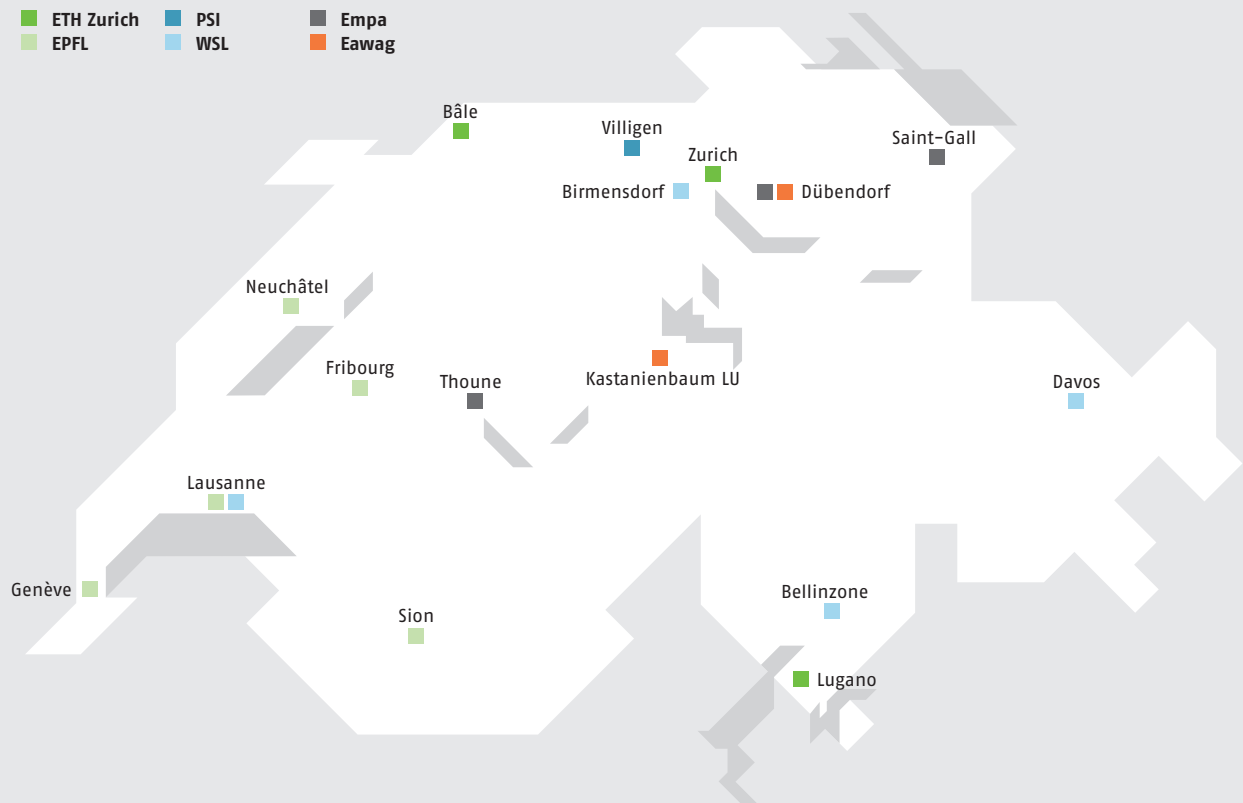 ETH Zurich
PSI
Empa
EPFL
WSL
Eawag
Bâle
Villigen
Saint-Gall
Zurich
Birmensdorf
Dübendorf
Neuchâtel
Fribourg
Thoune
Kastanienbaum LU
Davos
Lausanne
Genève
Bellinzone
Sion
Lugano